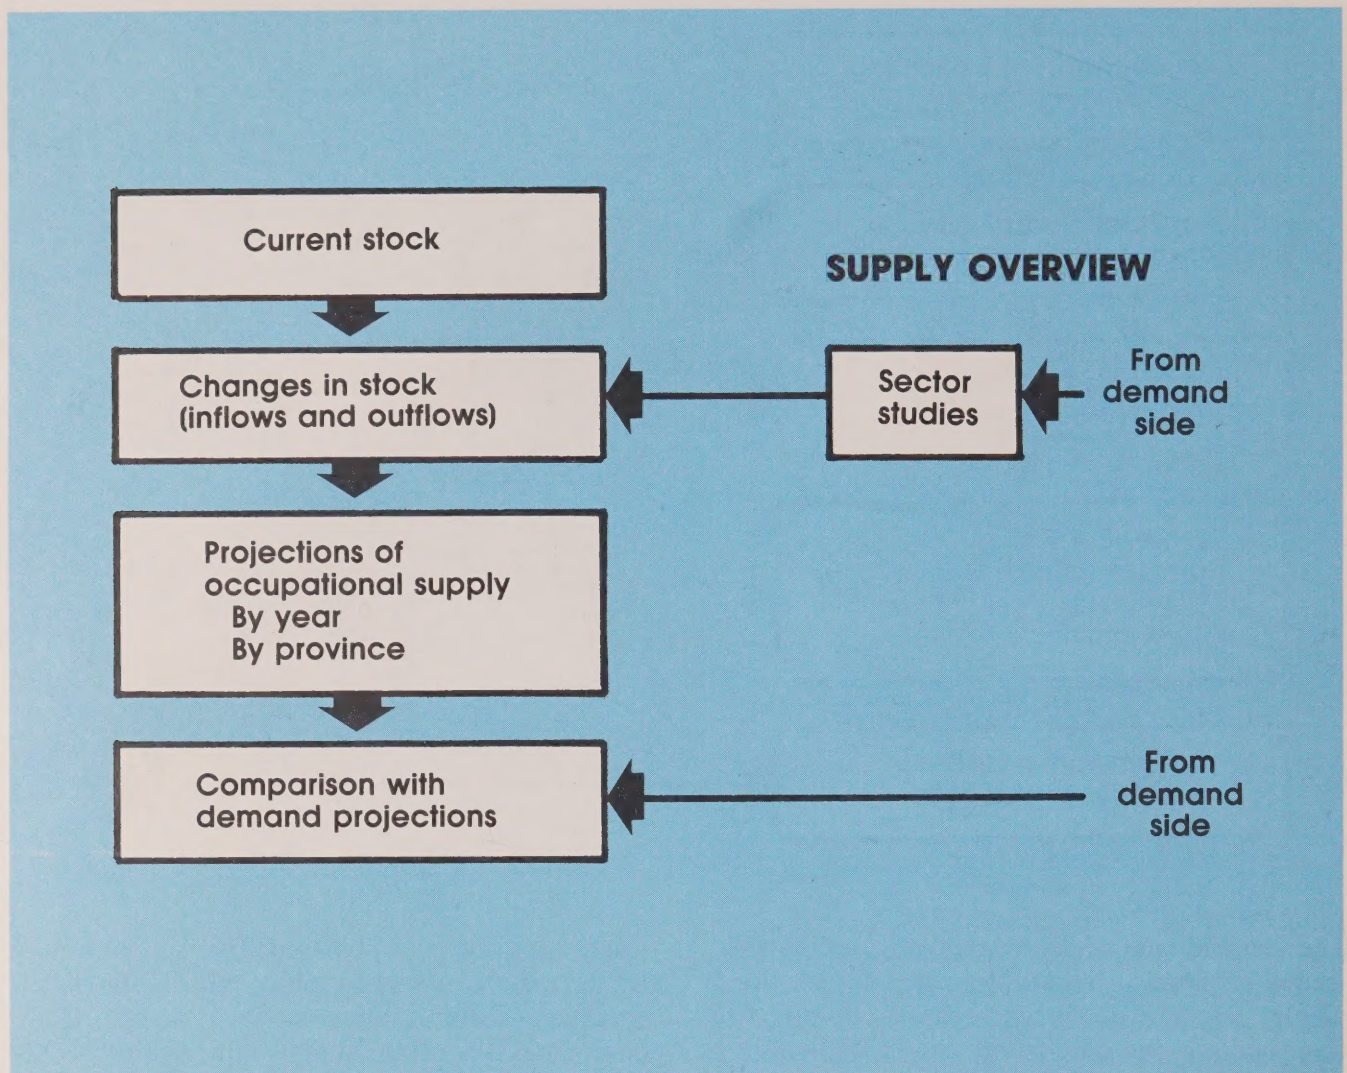 Current stock
SUPPLY OVERVIEW
Changes in stock
(inflows and outflows)
Sector
studies
From
demand
side
Projections of
occupational supply
By year
By province
Comparison with
demand projections
From
demand
side